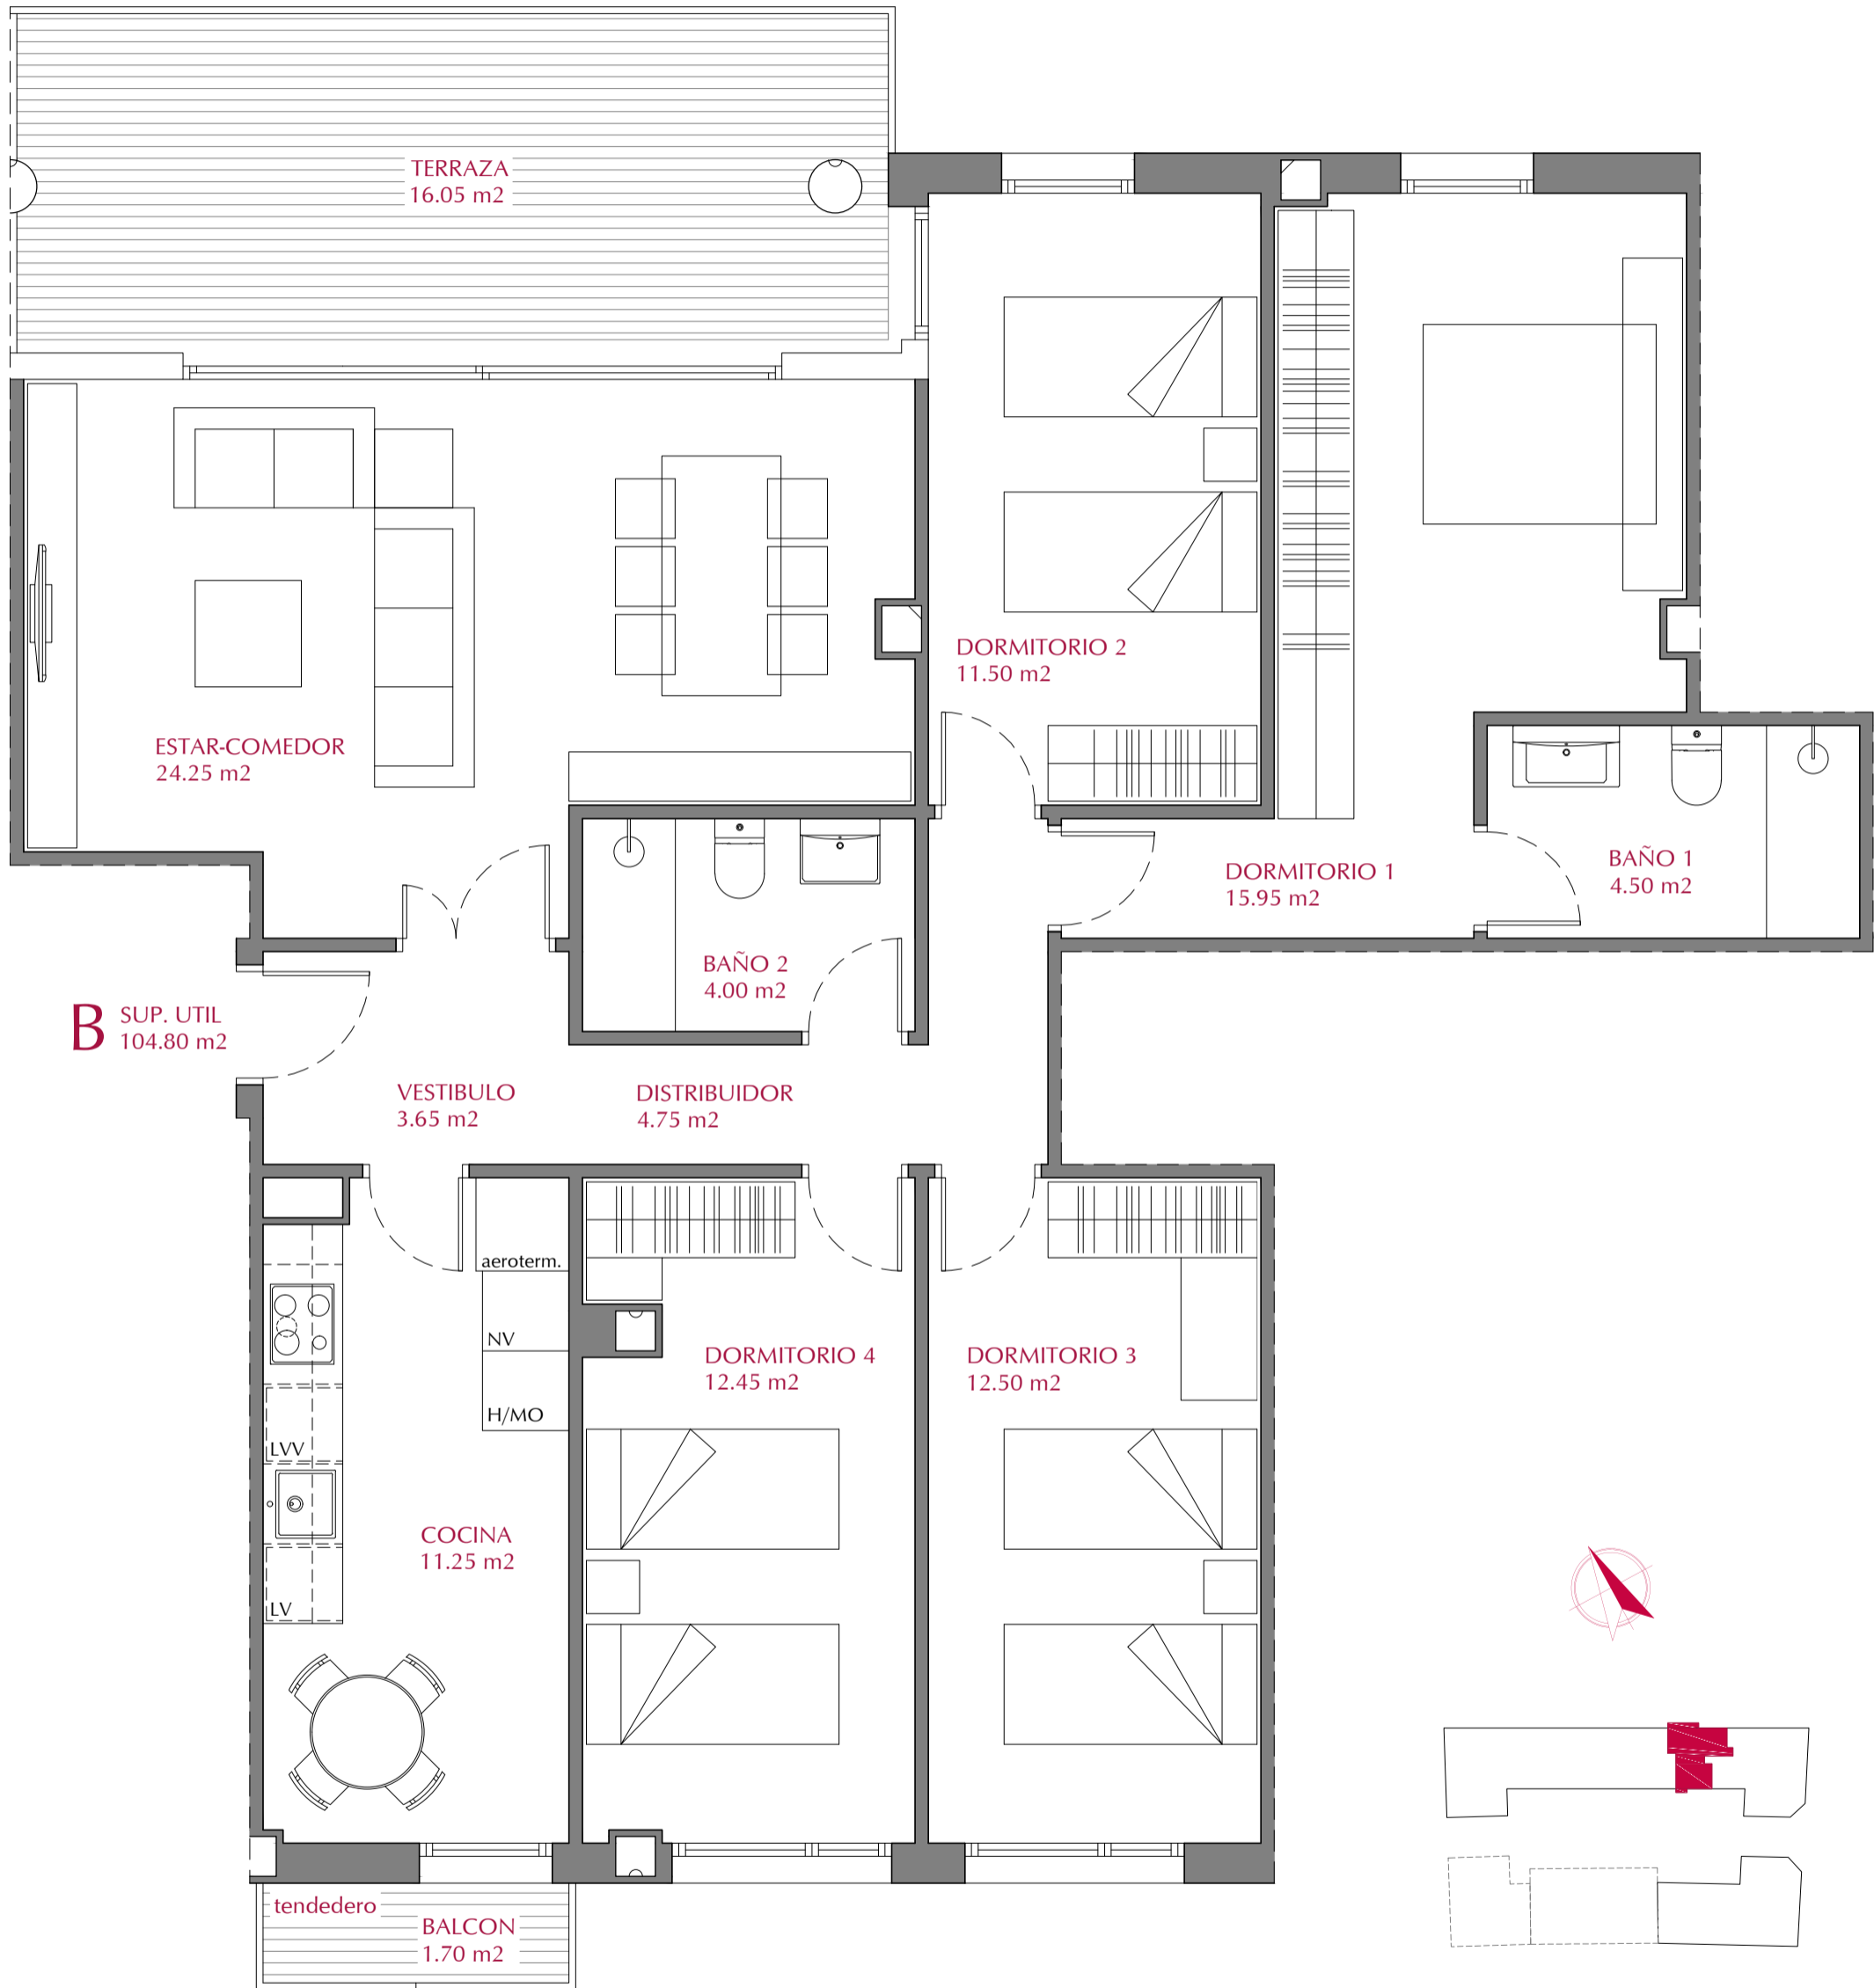 TERRAZA
16.05 m2
DORMITORIO 2
11.50 m2
ESTAR-COMEDOR
24.25 m2
DORMITORIO 1
15.95 m2
BAÑO 1
4.50 m2
BAÑO 2
4.00 m2
B
SUP. UTIL
104.80 m2
VESTIBULO
3.65 m2
DISTRIBUIDOR
4.75 m2
aeroterm.
NV
H/MO
LVV
LV
DORMITORIO 4
12.45 m2
DORMITORIO 3
12.50 m2
COCINA
11.25 m2
tendedero
BALCON
1.70 m2